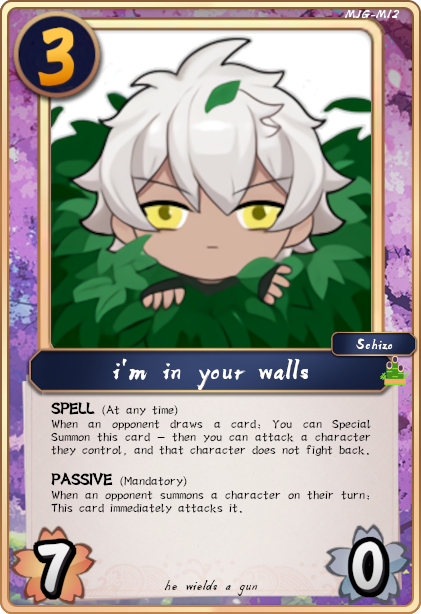 MJG-M12
3
Schizo
i'm in your walls
SPELL (At any time)
When an opponent draws a card: You can Special
Summon this card – then you can attack a character
they control, and that character does not fight back.
PASSIVE (Mandatory)
When an opponent summons a character on their turn:
This card immediately attacks it.
7
he wields a gun
0